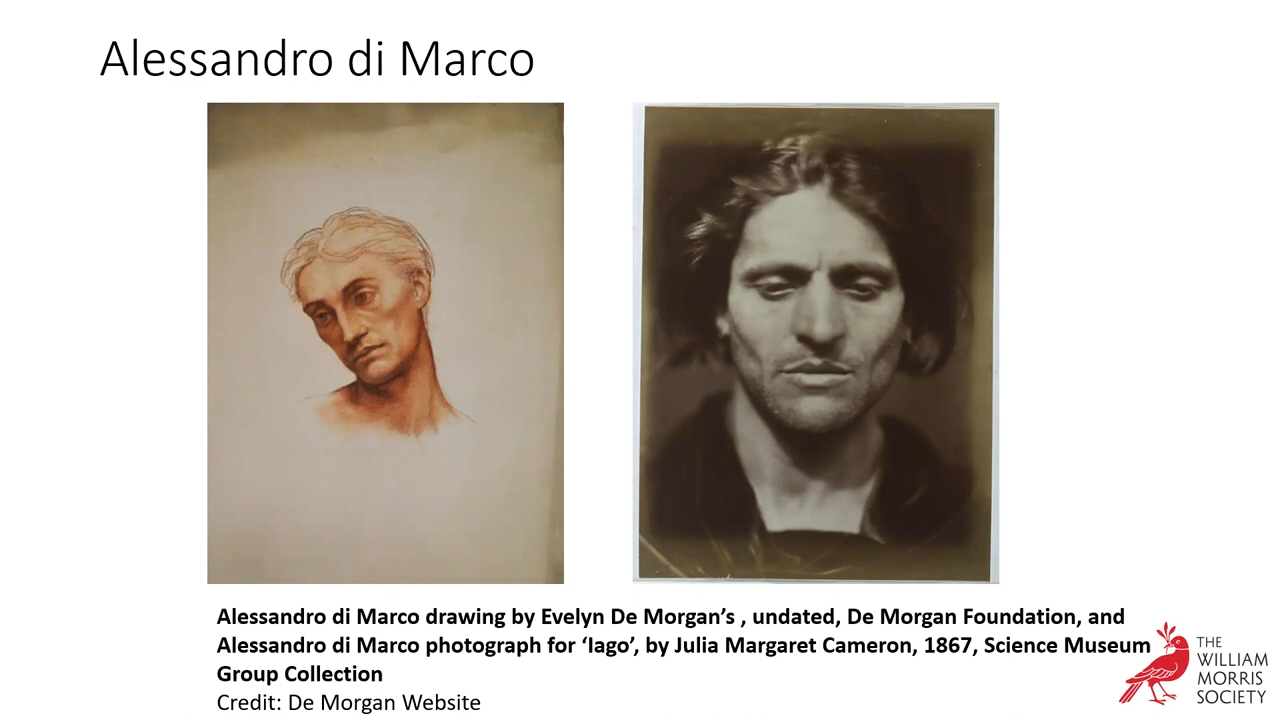 Alessandro di Marco
Alessandro di Marco drawing by Evelyn De Morgan’s , undated, De Morgan Foundation, and
Alessandro di Marco photograph for ‘Iago’, by Julia Margaret Cameron, 1867, Science Museum
Group Collection
Credit: De Morgan Website
THE
WILLIAM
MORRIS
SOCIETY